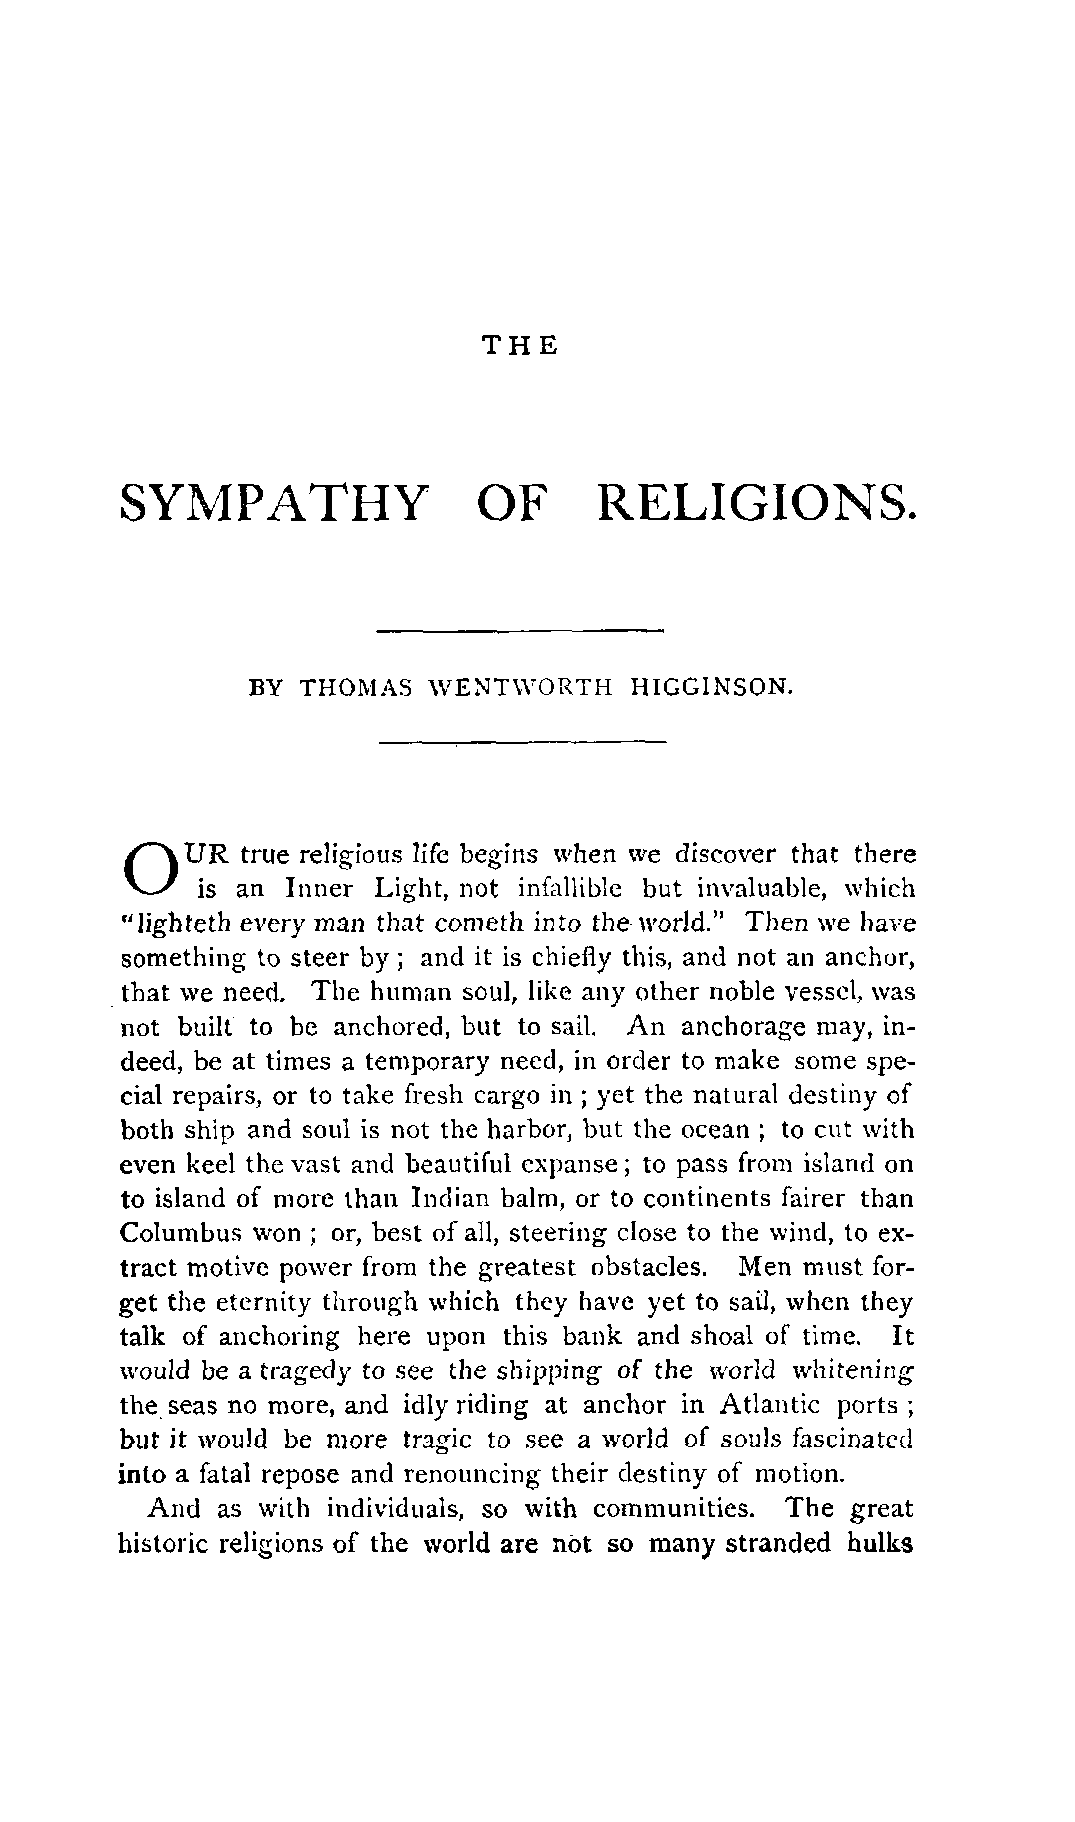 THE
SYMPATHY OF RELIGIONS.
BY THOMAS WENTWORTH HIGGINSON.
OUR true religious life begins when we discover that there
is an Inner Light, not infallible but invaluable, which
"lighteth every man that cometh into the world." Then we have
something to steer by ; and it is chiefly this, and not an anchor,
that we need. The human soul, like any other noble vessel, was
not built to be anchored, but to sail. An anchorage may, in-
deed, be at times a temporary need, in order to make some spe-
cial repairs, or to take fresh cargo in ; yet the natural destiny of
both ship and soul is not the harbor, but the ocean ; to cut with
even keel the vast and beautiful expanse ; to pass from island on
to island of more than Indian balm, or to continents fairer than
Columbus won ; or, best of all, steering close to the wind, to ex-
tract motive power from the greatest obstacles. Men must for-
get the eternity through which they have yet to sail, when they
talk of anchoring here upon this bank and shoal of time. It
would be a tragedy to see the shipping of the world whitening
the seas no more, and idly riding at anchor in Atlantic ports ;
but it would be more tragic to see a world of souls fascinated
into a fatal repose and renouncing their destiny of motion.
And as with individuals, so with communities. The great
historic religions of the world are not so many stranded hulks